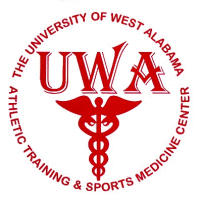 THE UNIVERSITY OF WEST ALABAMA
UWA
ATHLETIC TRAINING & SPORTS MEDICINE CENTER